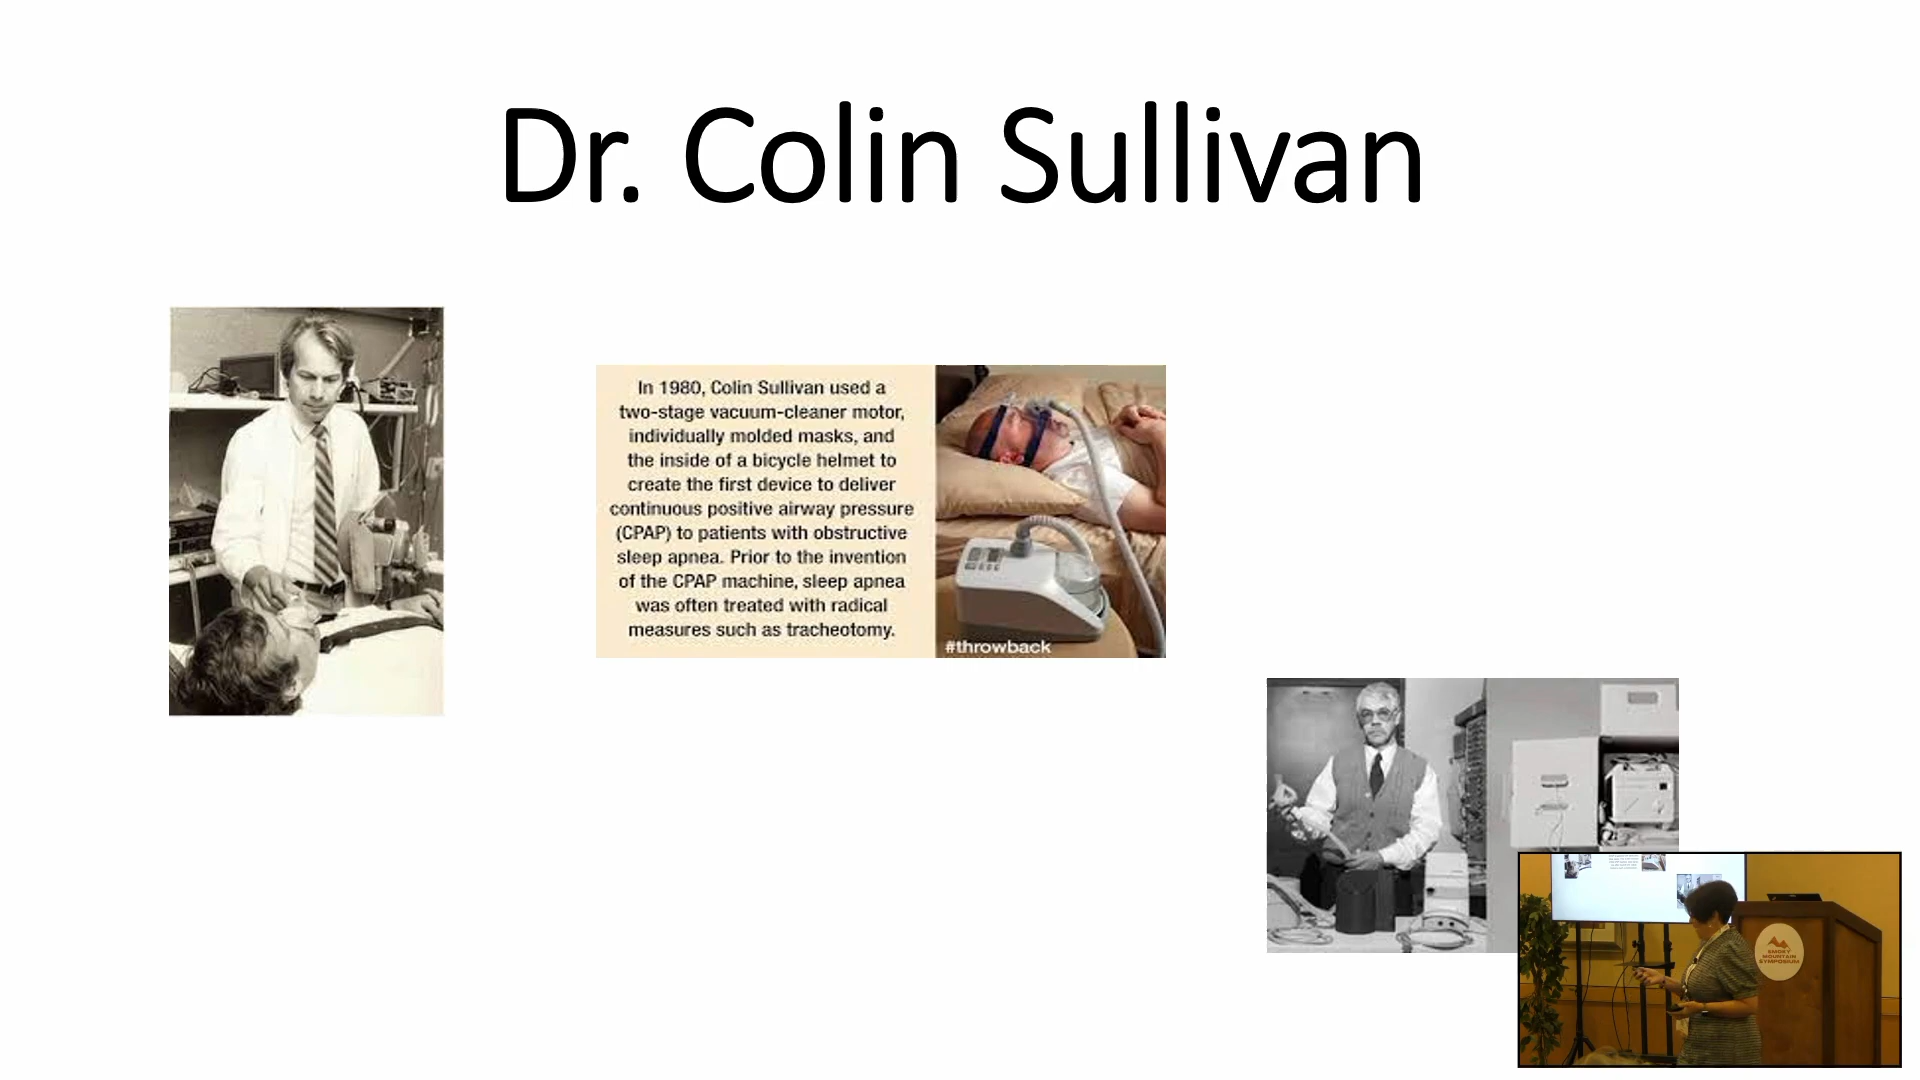 Dr. Colin Sullivan
In 1980, Colin Sullivan used a
two-stage vacuum-cleaner motor,
individually molded masks, and
the inside of a bicycle helmet to
create the first device to deliver
continuous positive airway pressure
(CPAP) to patients with obstructive
sleep apnea. Prior to the invention
of the CPAP machine, sleep apnea
was often treated with radical
measures such as tracheotomy.
#throwback
SMOKY
MOUNTAIN
SYMPOSIUM